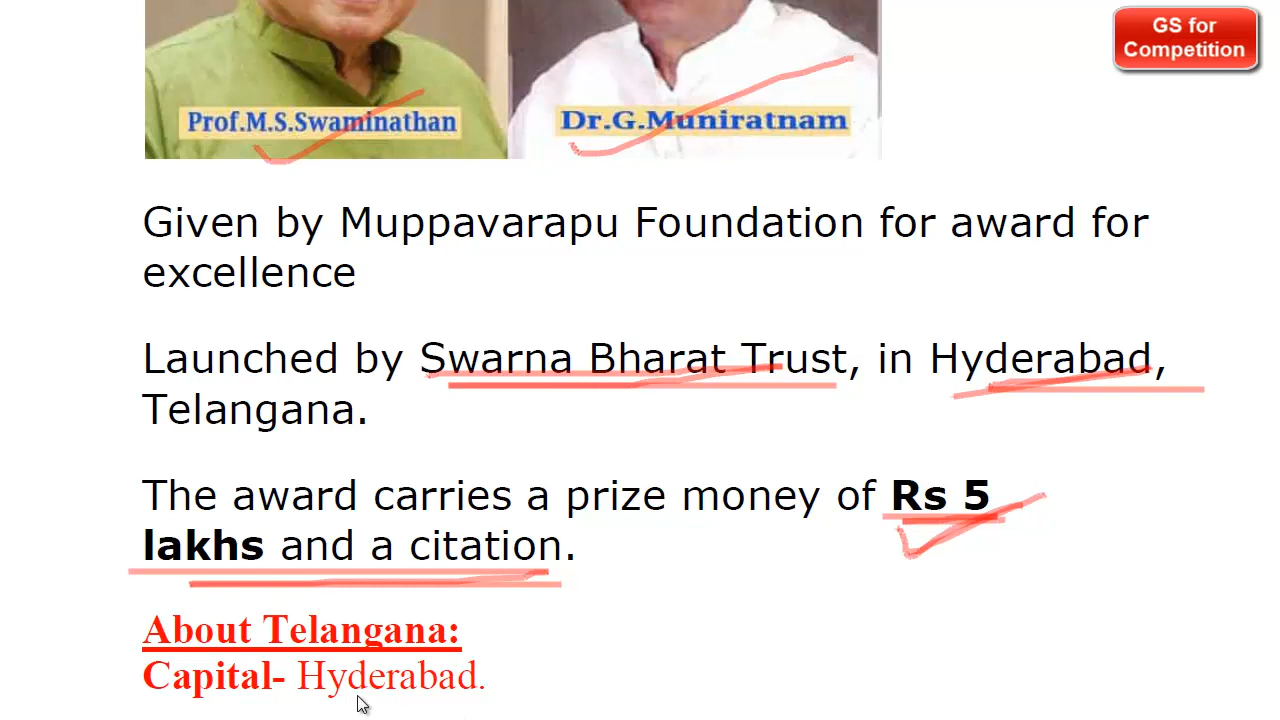 GS for
Competition
Prof.M.S.Swaminathan
Dr.G.Muniratnam
Given by Muppavarapu Foundation for award for
excellence
Launched by Swarna Bharat Trust, in Hyderabad,
Telangana.
The award carries a prize money of Rs 5
lakhs and a citation.
About Telangana:
Capital- Hyderabad.